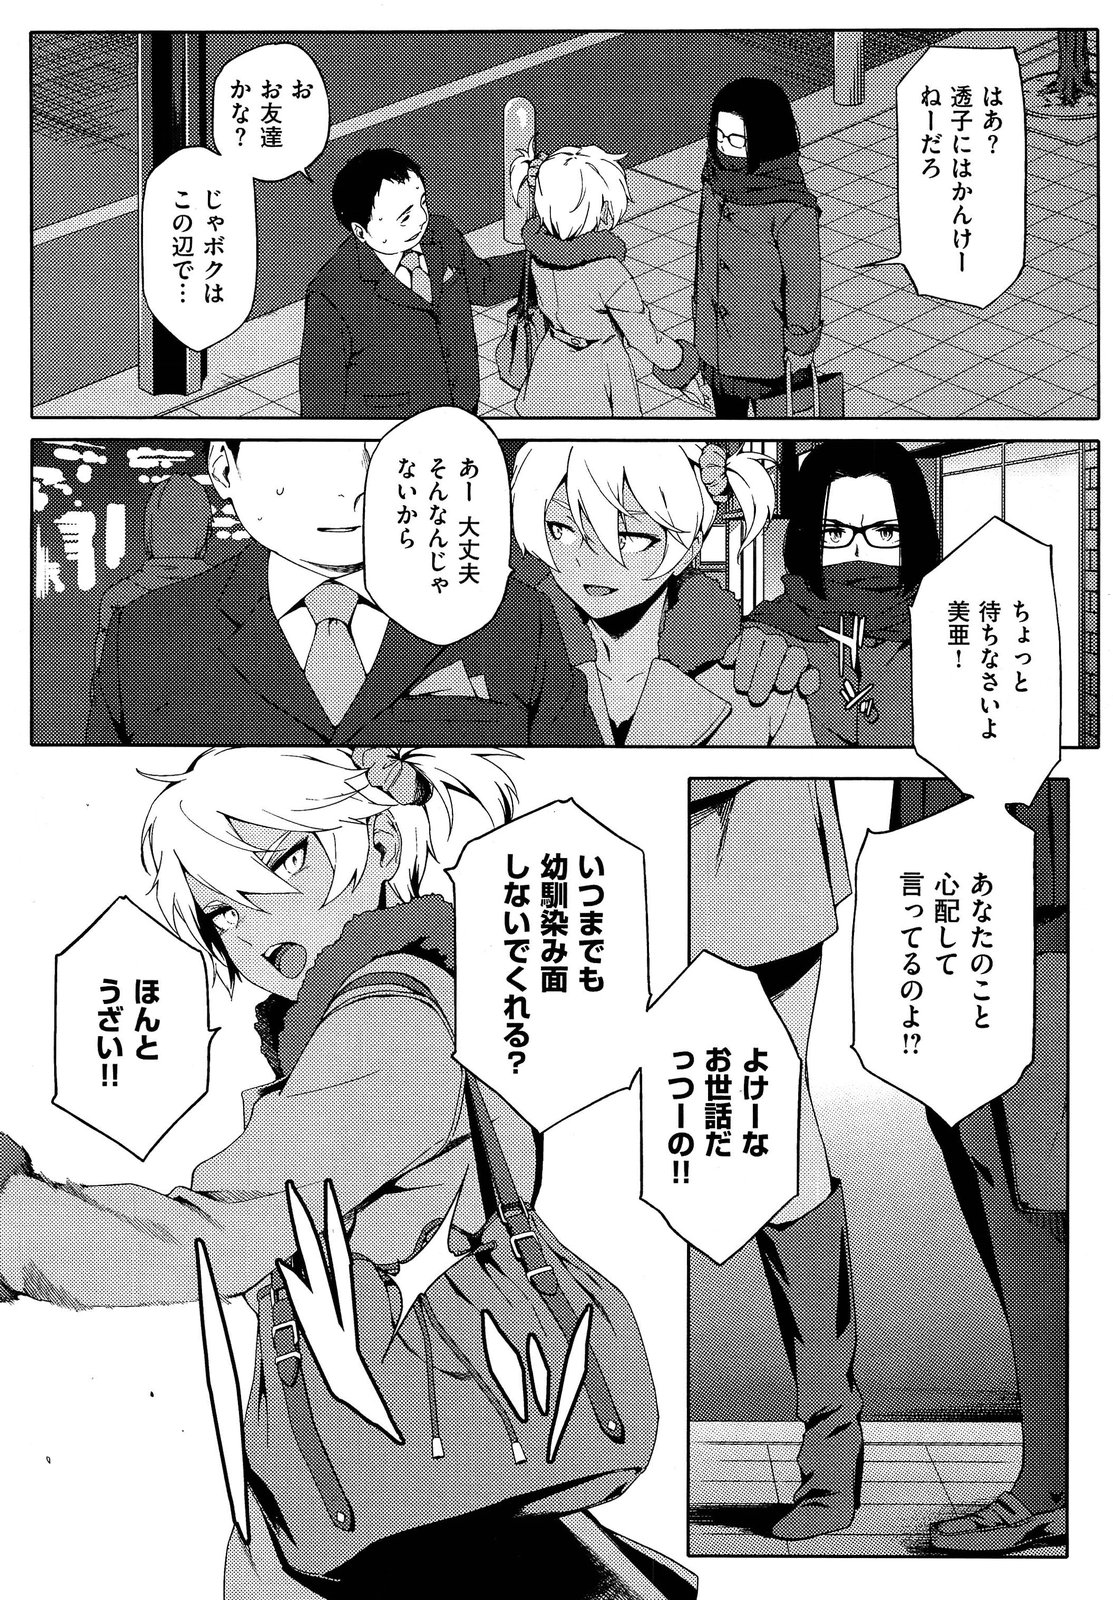 はあ？
透子にはかんけー
ねーだろ
お
お友達
かな？
じゃボクは
この辺で…
ちょっと
待ちなさいよ
美亜！
あー 大丈夫
そんなんじゃ
ないから
あなたのこと
心配して
言ってるのよ!?
よけーな
お世話だ
っつーの!!
いつまでも
幼馴染み面
しないでくれる？
ほんと
うざい!!